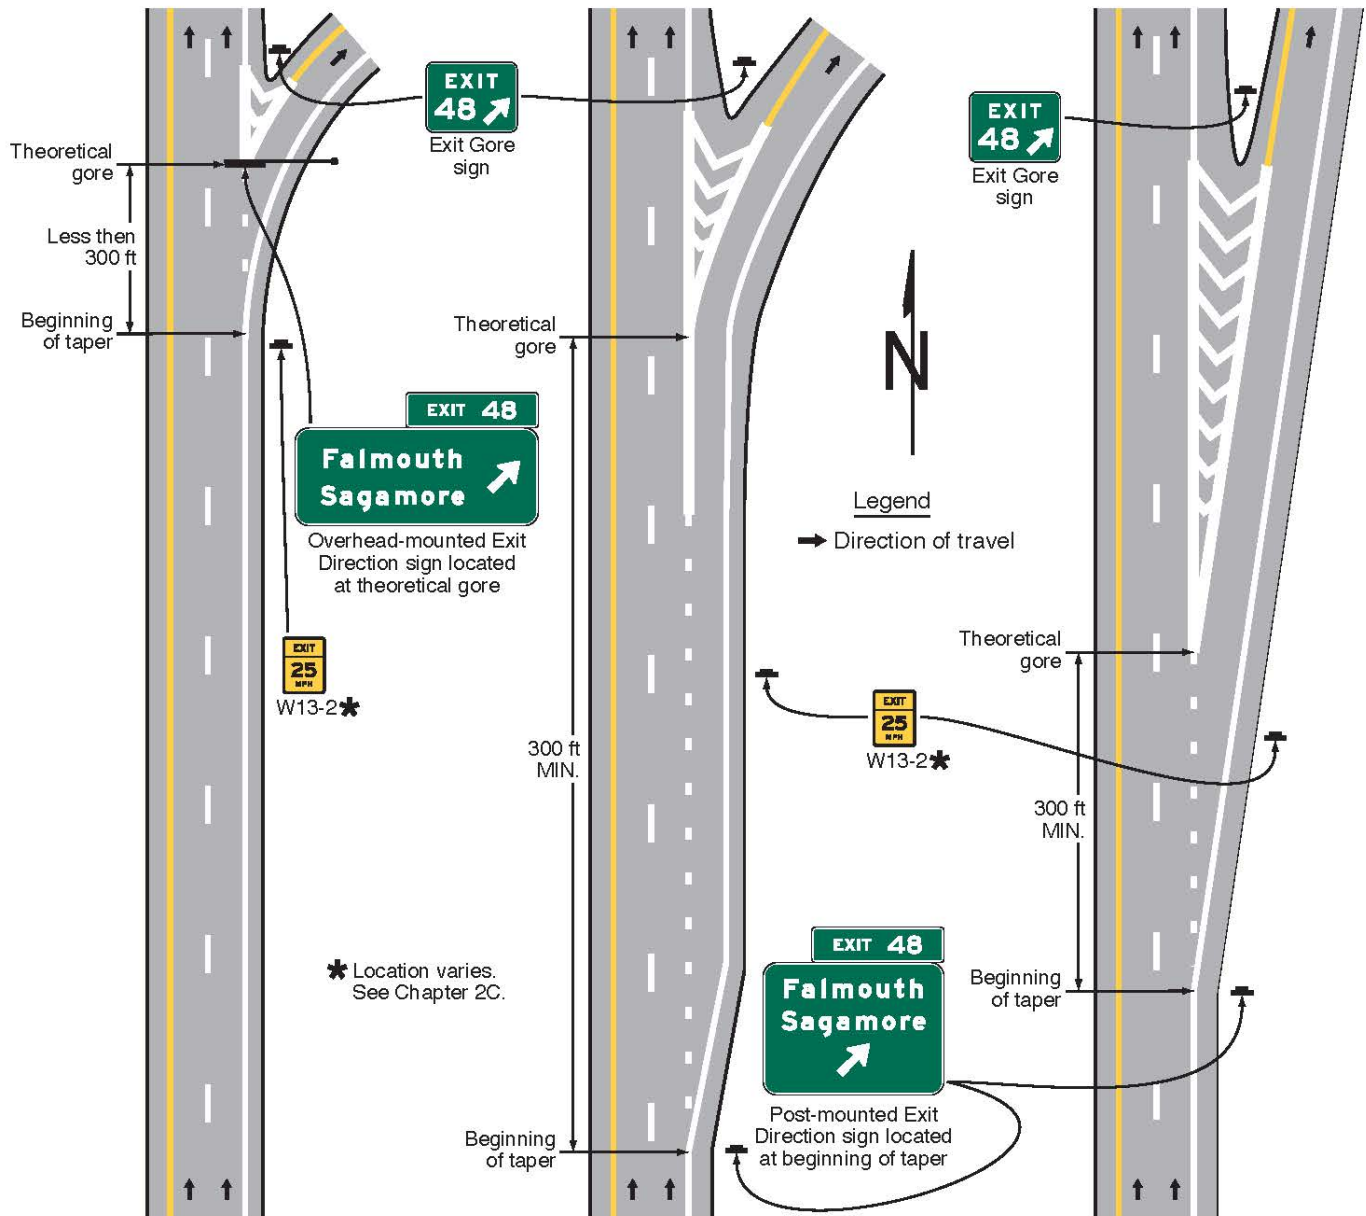 EXIT
48
Exit Gore
sign
EXIT
48
Exit Gore
sign
Theoretical
gore
Less then
300 ft
Beginning
of taper
Theoretical
gore
N
EXIT 48
Falmouth
Sagamore
Overhead-mounted Exit
Direction sign located
at theoretical gore
Legend
Direction of travel
EXIT
25
MPH
W13-2*
Theoretical
gore
300 ft
MIN.
EXIT
25
MPH
W13-2*
300 ft
MIN.
* Location varies.
See Chapter 2C.
EXIT 48
Falmouth
Sagamore
Post-mounted Exit
Direction sign located
at beginning of taper
Beginning
of taper
Beginning
of taper